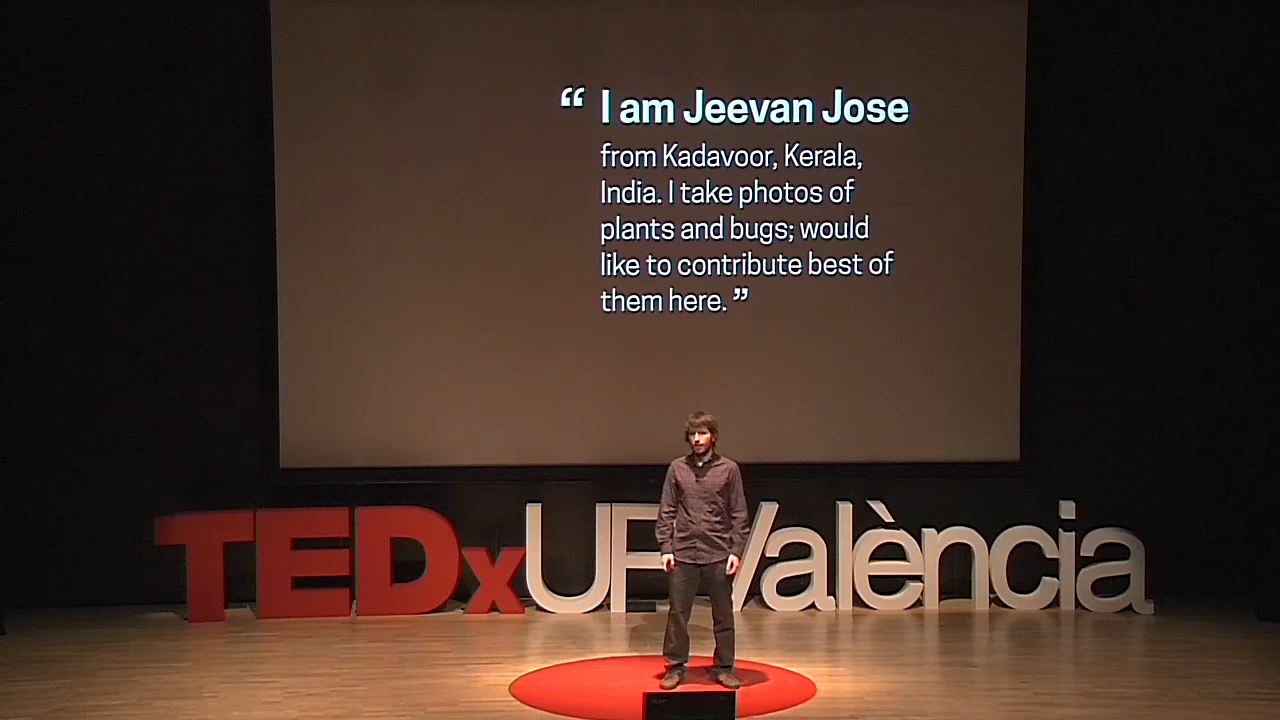 “ I am Jeevan Jose
from Kadavoor, Kerala,
India. I take photos of
plants and bugs; would
like to contribute best of
them here. ”
TEDxUPValència